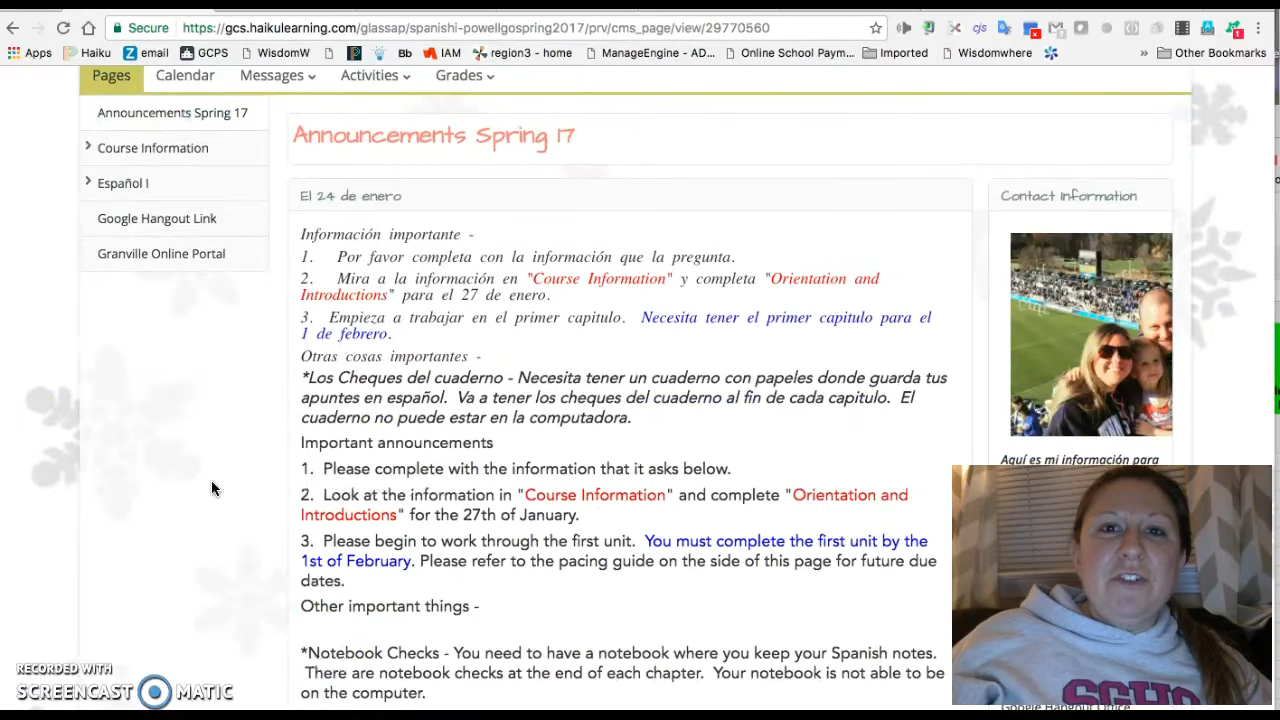 Secure
https://gcs.haikulearning.com/glassap/spanishi-powellgospring2017/prv/cms_page/view/29770560
Apps
Haiku
email
GCPS
WisdomW
Bb
IAM
region3 - home
ManageEngine - AD...
Online School Paym...
Imported
Wisdomwhere
»
Other Bookmarks
Pages
Calendar
Messages
Activities
Grades
Announcements Spring 17
Course Information
Español I
Google Hangout Link
Granville Online Portal
Announcements Spring 17
El 24 de enero
Información importante -
1. Por favor completa con la información que la pregunta.
2. Mira a la información en "Course Information" y completa "Orientation and
Introductions" para el 27 de enero.
3. Empieza a trabajar en el primer capitulo. Necesita tener el primer capitulo para el
1 de febrero.
Otras cosas importantes -
*Los Cheques del cuaderno - Necesita tener un cuaderno con papeles donde guarda tus
apuntes en español. Va a tener los cheques del cuaderno al fin de cada capitulo. El
cuaderno no puede estar en la computadora.
Important announcements
1. Please complete with the information that it asks below.
2. Look at the information in "Course Information" and complete "Orientation and
Introductions" for the 27th of January.
3. Please begin to work through the first unit. You must complete the first unit by the
1st of February. Please refer to the pacing guide on the side of this page for future due
dates.
Other important things -
*Notebook Checks - You need to have a notebook where you keep your Spanish notes.
There are notebook checks at the end of each chapter. Your notebook is not able to be
on the computer.
Contact Information
Aquí es mi información para
Google Hangout Office
RECORDED WITH
SCREENCAST MATIC